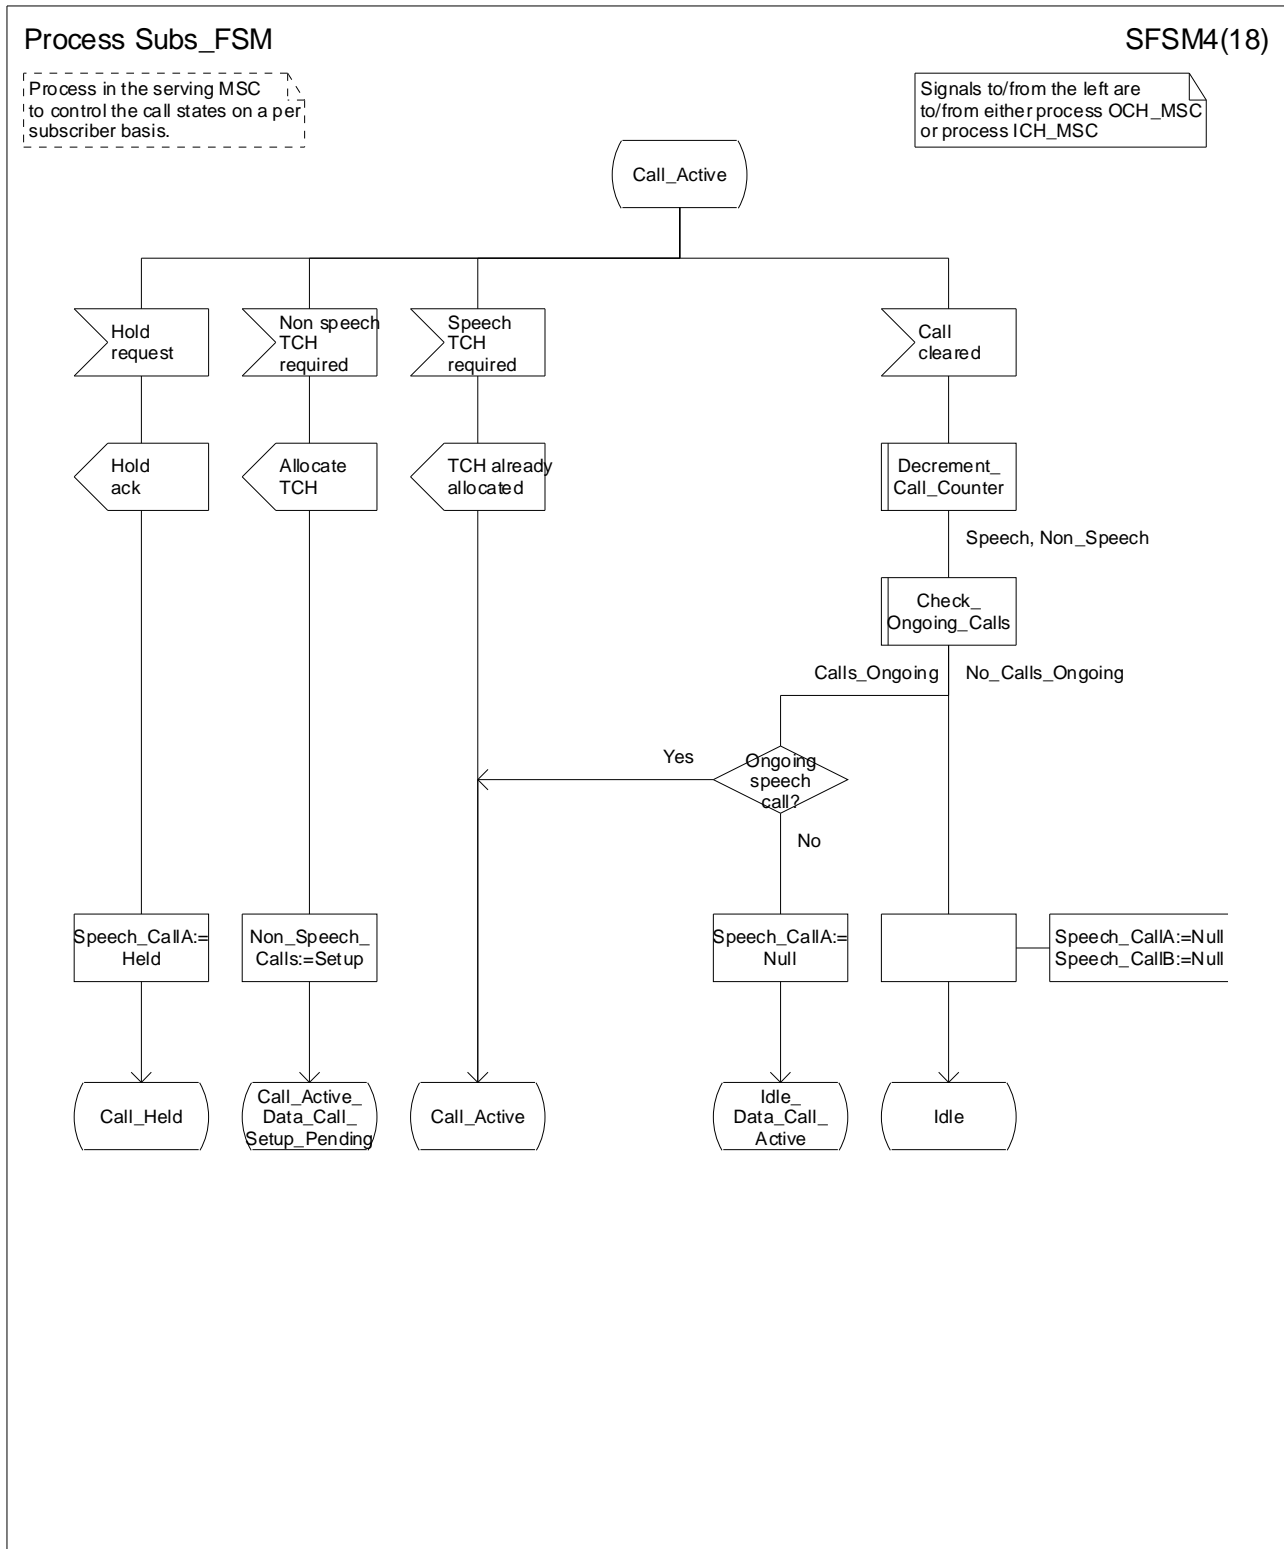 Process Subs_FSM
SFSM4(18)
Process in the serving MSC
to control the call states on a per
subscriber basis.
Signals to/from the left are
to/from either process OCH_MSC
or process ICH_MSC
Call_Active
Hold
request
Non speech
TCH
required
Speech
TCH
required
Call
cleared
Hold
ack
Allocate
TCH
TCH already
allocated
Decrement_
Call_Counter
Speech, Non_Speech
Check_
Ongoing_Calls
Calls_Ongoing
No_Calls_Ongoing
Yes
Ongoing
speech
call?
No
Speech_CallA:=
Held
Non_Speech_
Calls:=Setup
Speech_CallA:=
Null
Speech_CallA:=Null
Speech_CallB:=Null
Call_Held
Call_Active_
Data_Call_
Setup_Pending
Call_Active
Idle_
Data_Call_
Active
Idle